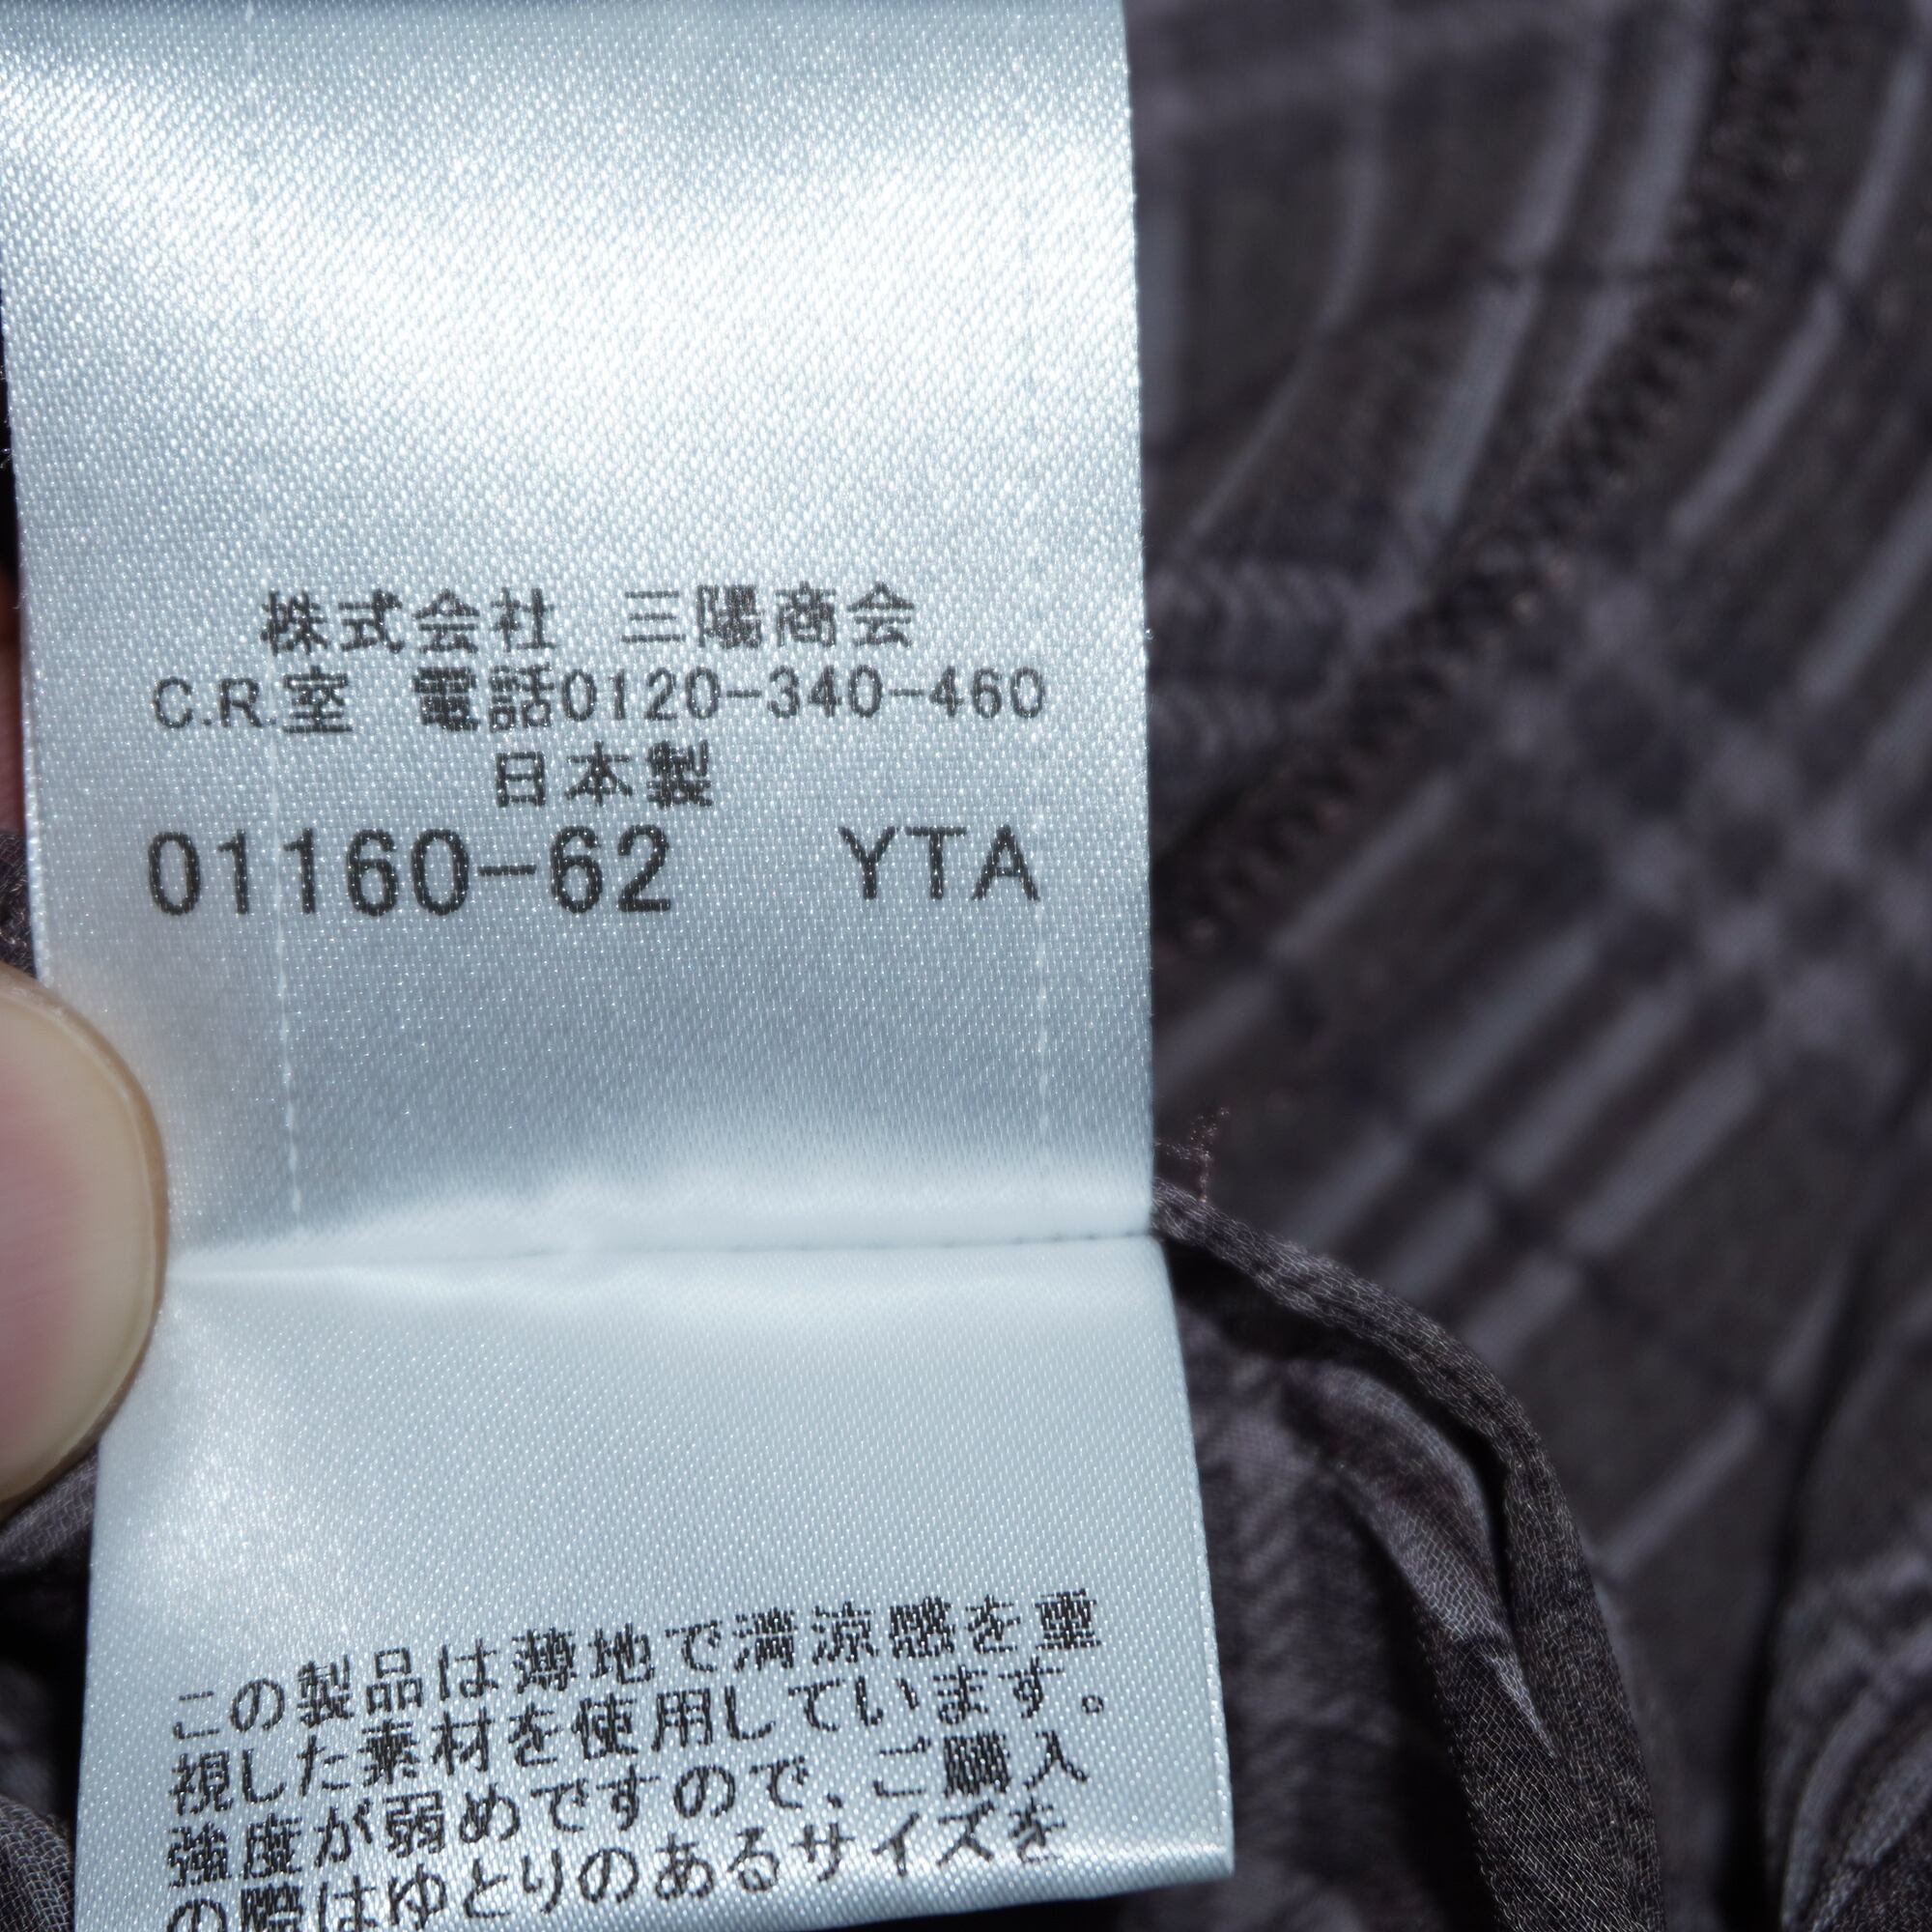 株式会社　三陽商会
C.R.室　電話0120-340-460
日本製
01160-62　YTA
この製品は薄地で清涼感を重
視した素材を使用しています。
強度が弱めですので、ご購入
の際はゆとりのあるサイズを